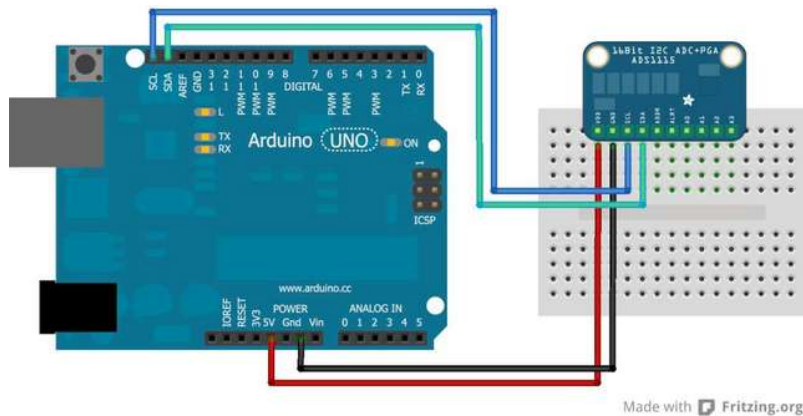 16Bit I2C ADC+PGA
ADS1115
VDD GND SCL SDA ADDR ALRT A0 A1 A2 A3
SCL SDA AREF GND 13 12 11 10 9 8 7 6 5 4 3 2 1 0
PWM PWM PWM PWM PWM PWM TX RX
DIGITAL
L
TX
RX
Arduino UNO ON
1
ICSP
www.arduino.cc
POWER ANALOG IN
IOREF RESET 3V3 5V Gnd Vin 0 1 2 3 4 5
Made with Fritzing.org